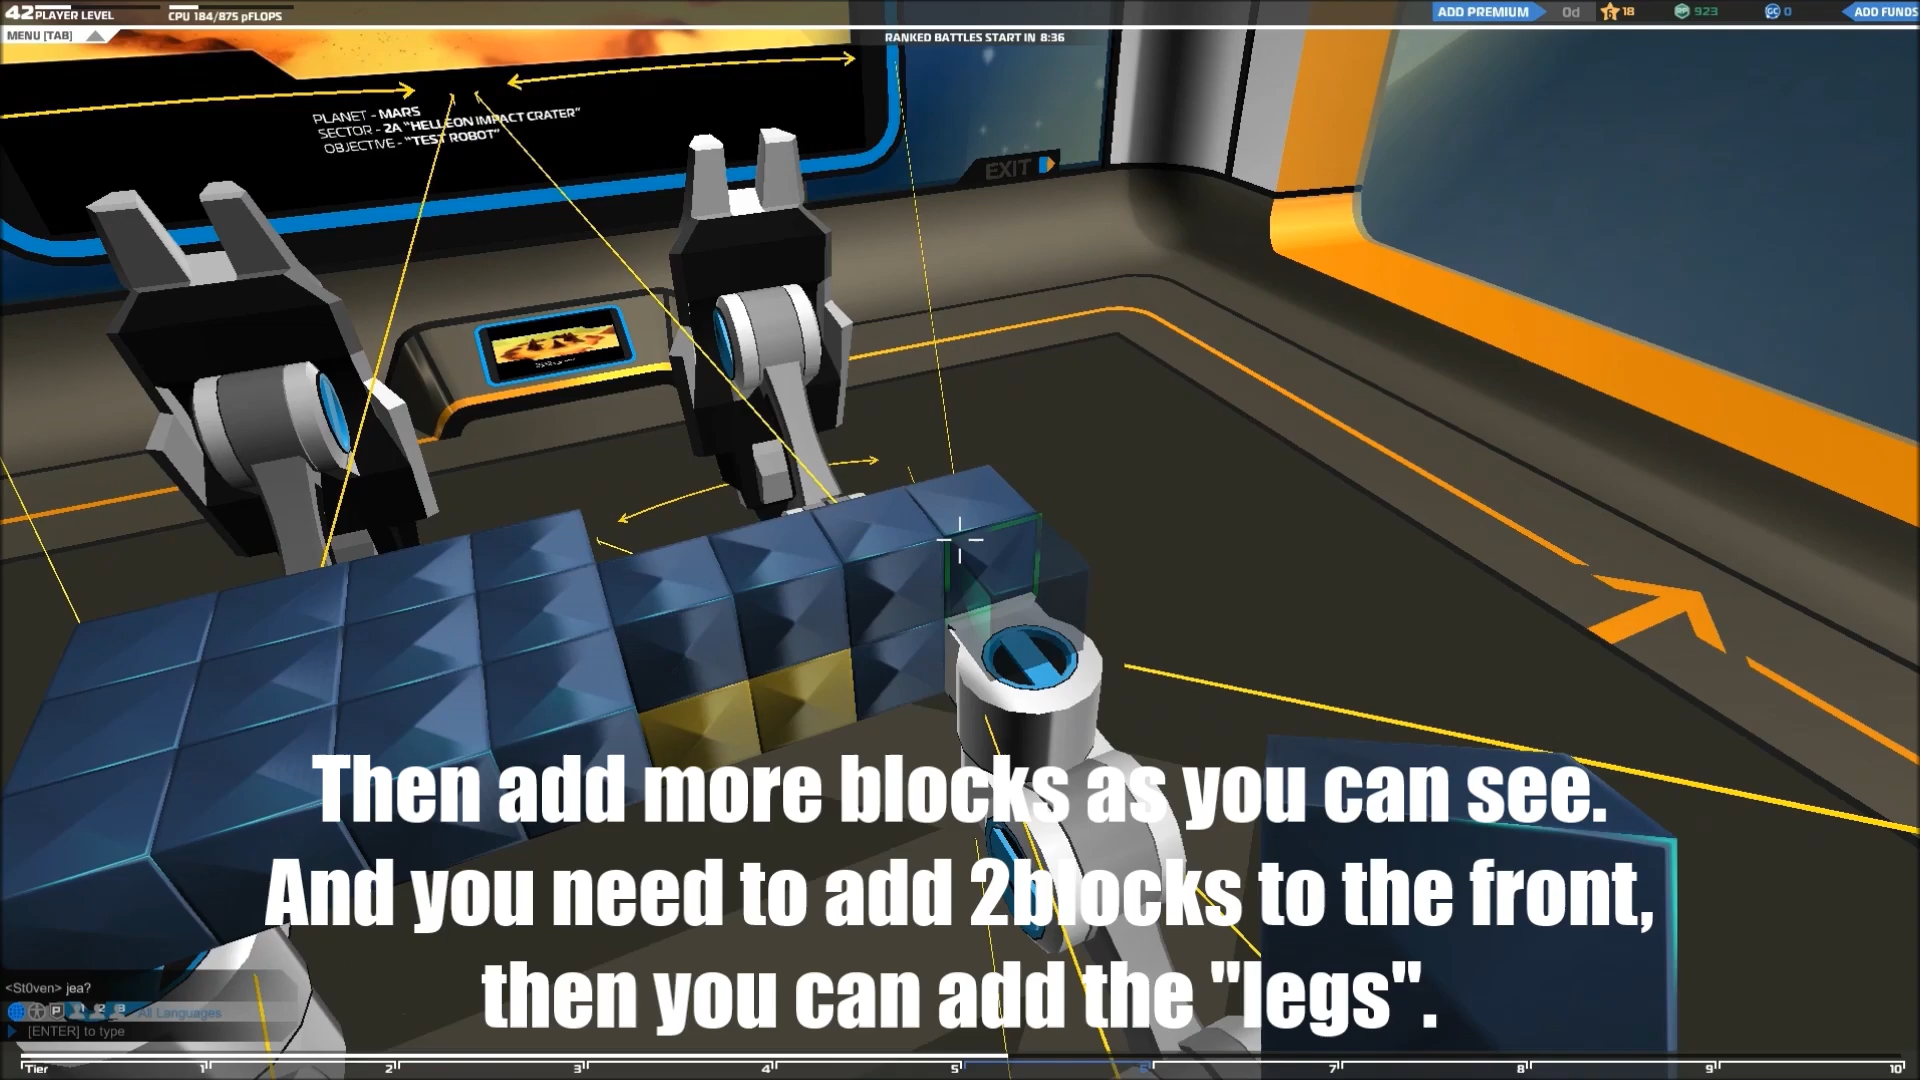 42 PLAYER LEVEL
CPU 184/875 pFLOPS
ADD PREMIUM
0d
18
923
0
ADD FUNDS
MENU [TAB]
RANKED BATTLES START IN 8:36
PLANET - MARS
SECTOR - 2A "HELLEON IMPACT CRATER"
OBJECTIVE - "TEST ROBOT"
EXIT
Then add more blocks as you can see.
And you need to add 2blocks to the front,
then you can add the "legs".
<St0ven> jea?
All Languages
[ENTER] to type
Tier 1 2 3 4 5 6 7 8 9 10